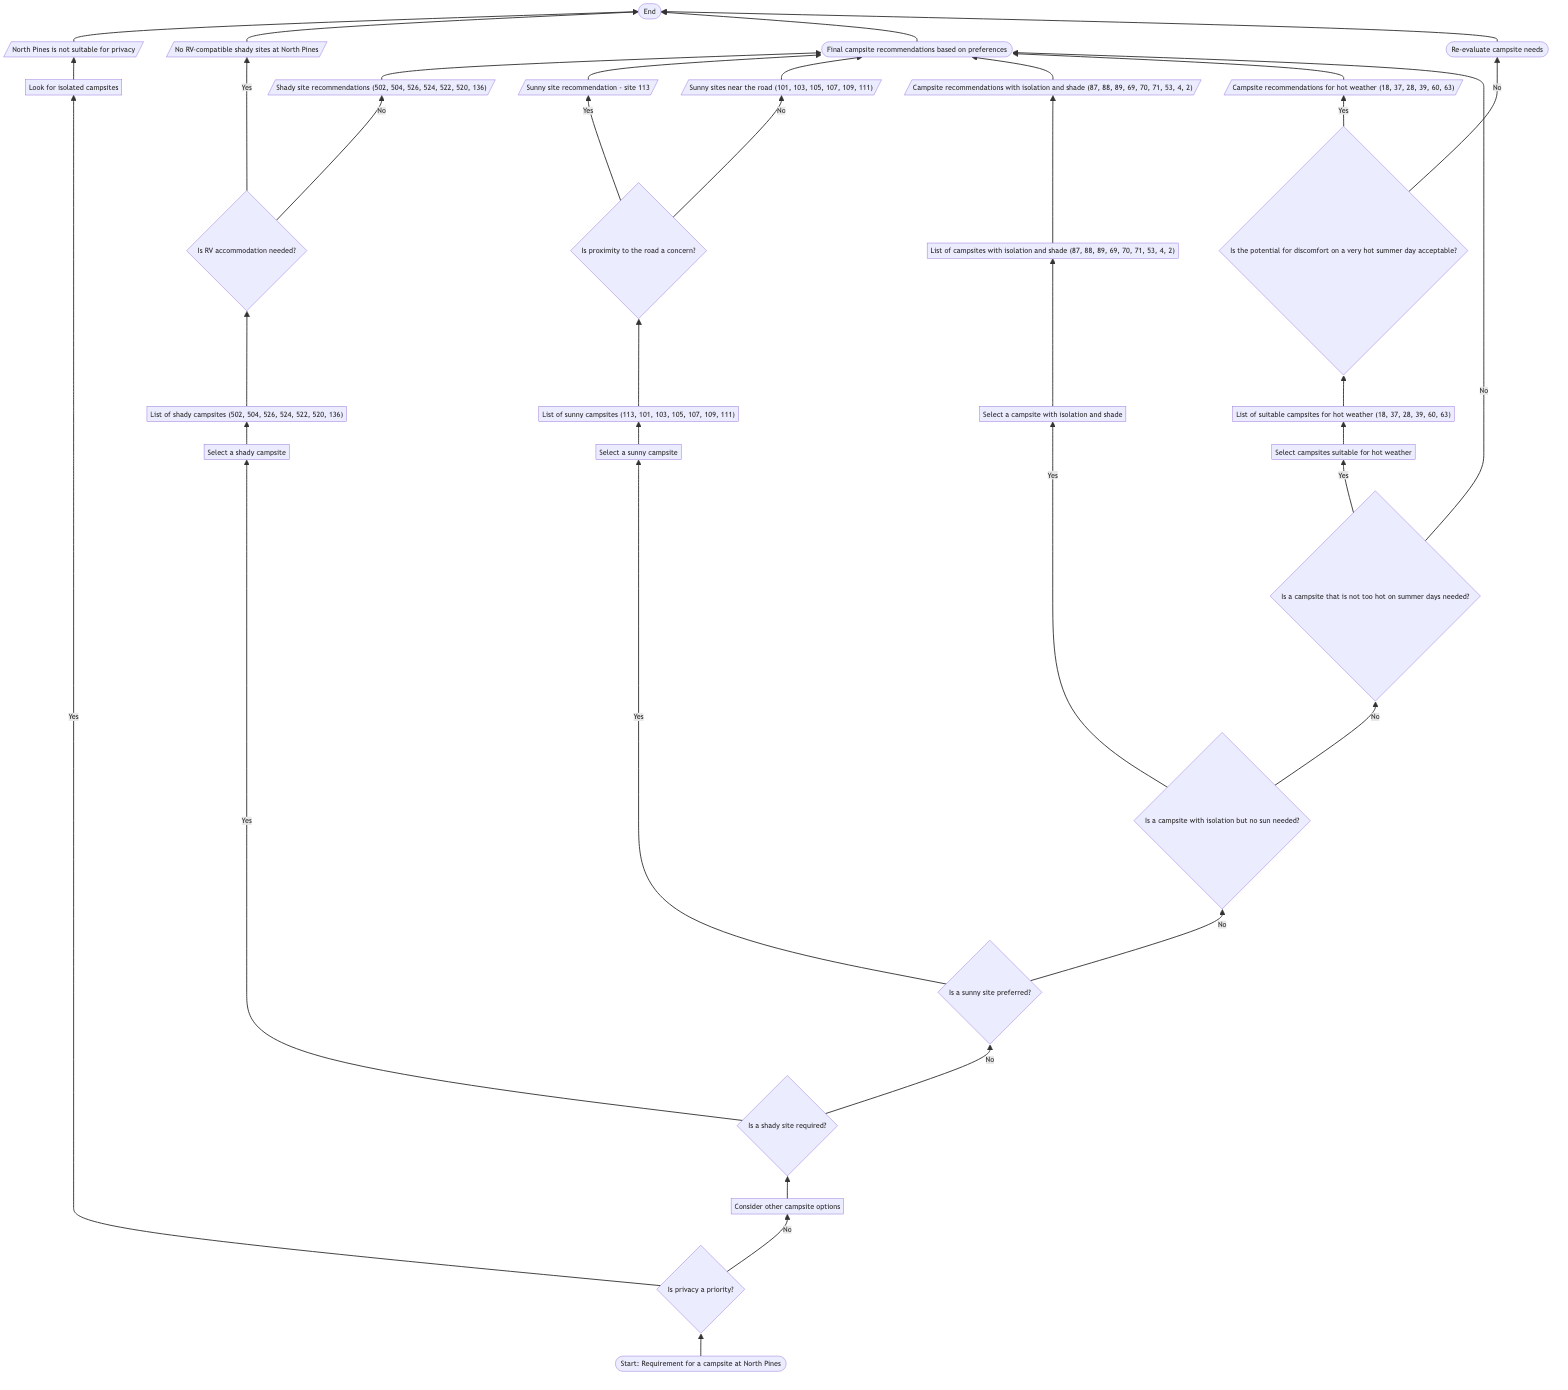 End
North Pines is not suitable for privacy
No RV-compatible shady sites at North Pines
Final campsite recommendations based on preferences
Re-evaluate campsite needs
Look for isolated campsites
Yes
Shady site recommendations (502, 504, 526, 524, 522, 520, 136)
Sunny site recommendation - site 113
Sunny sites near the road (101, 103, 105, 107, 109, 111)
Campsite recommendations with isolation and shade (87, 88, 89, 69, 70, 71, 53, 4, 2)
Campsite recommendations for hot weather (18, 37, 28, 39, 60, 63)
No
No
Yes
No
Yes
Is RV accommodation needed?
Is proximity to the road a concern?
List of campsites with isolation and shade (87, 88, 89, 69, 70, 71, 53, 4, 2)
Is the potential for discomfort on a very hot summer day acceptable?
No
List of shady campsites (502, 504, 526, 524, 522, 520, 136)
List of sunny campsites (113, 101, 103, 105, 107, 109, 111)
Select a campsite with isolation and shade
List of suitable campsites for hot weather (18, 37, 28, 39, 60, 63)
Select a shady campsite
Select a sunny campsite
Select campsites suitable for hot weather
Yes
Yes
Is a campsite that is not too hot on summer days needed?
Yes
Yes
No
Yes
Is a campsite with isolation but no sun needed?
No
Is a sunny site preferred?
No
Is a shady site required?
Consider other campsite options
No
Is privacy a priority?
Start: Requirement for a campsite at North Pines